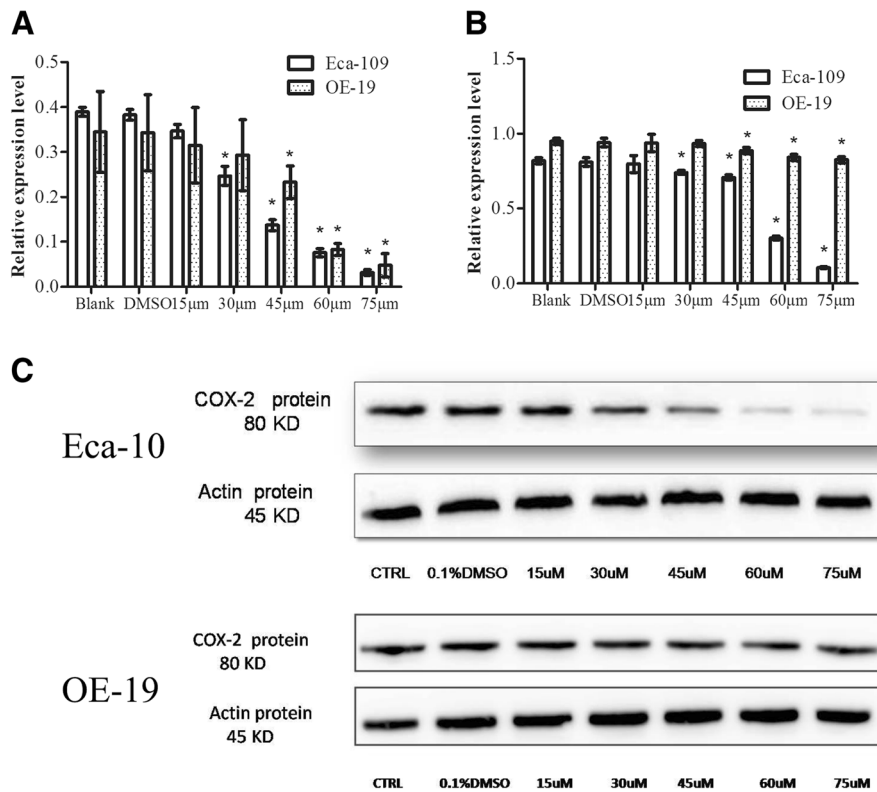 A
Relative expression level
0.5
0.4
0.3
0.2
0.1
0.0
Eca-109
OE-19
* * * * * * *
Blank DMSO 15μm 30μm 45μm 60μm 75μm
B
Relative expression level
1.5
1.0
0.5
0.0
Eca-109
OE-19
* * * * * * *
Blank DMSO 15μm 30μm 45μm 60μm 75μm
C
Eca-10
COX-2 protein
80 KD
Actin protein
45 KD
CTRL 0.1%DMSO 15uM 30uM 45uM 60uM 75uM
OE-19
COX-2 protein
80 KD
Actin protein
45 KD
CTRL 0.1%DMSO 15uM 30uM 45uM 60uM 75uM